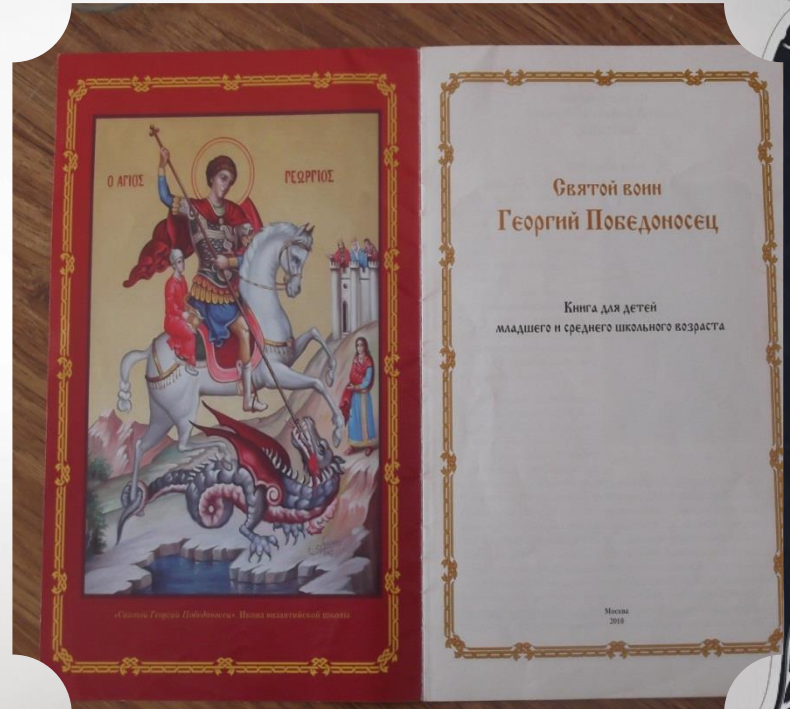 Ο ΑΓΙΟΣ ΓΕΩΡΓΙΟΣ
«Святой Георгий Победоносец». Икона византийской школы
Святой воин
Георгий Победоносец
Книга для детей
младшего и среднего школьного возраста
Москва
2010